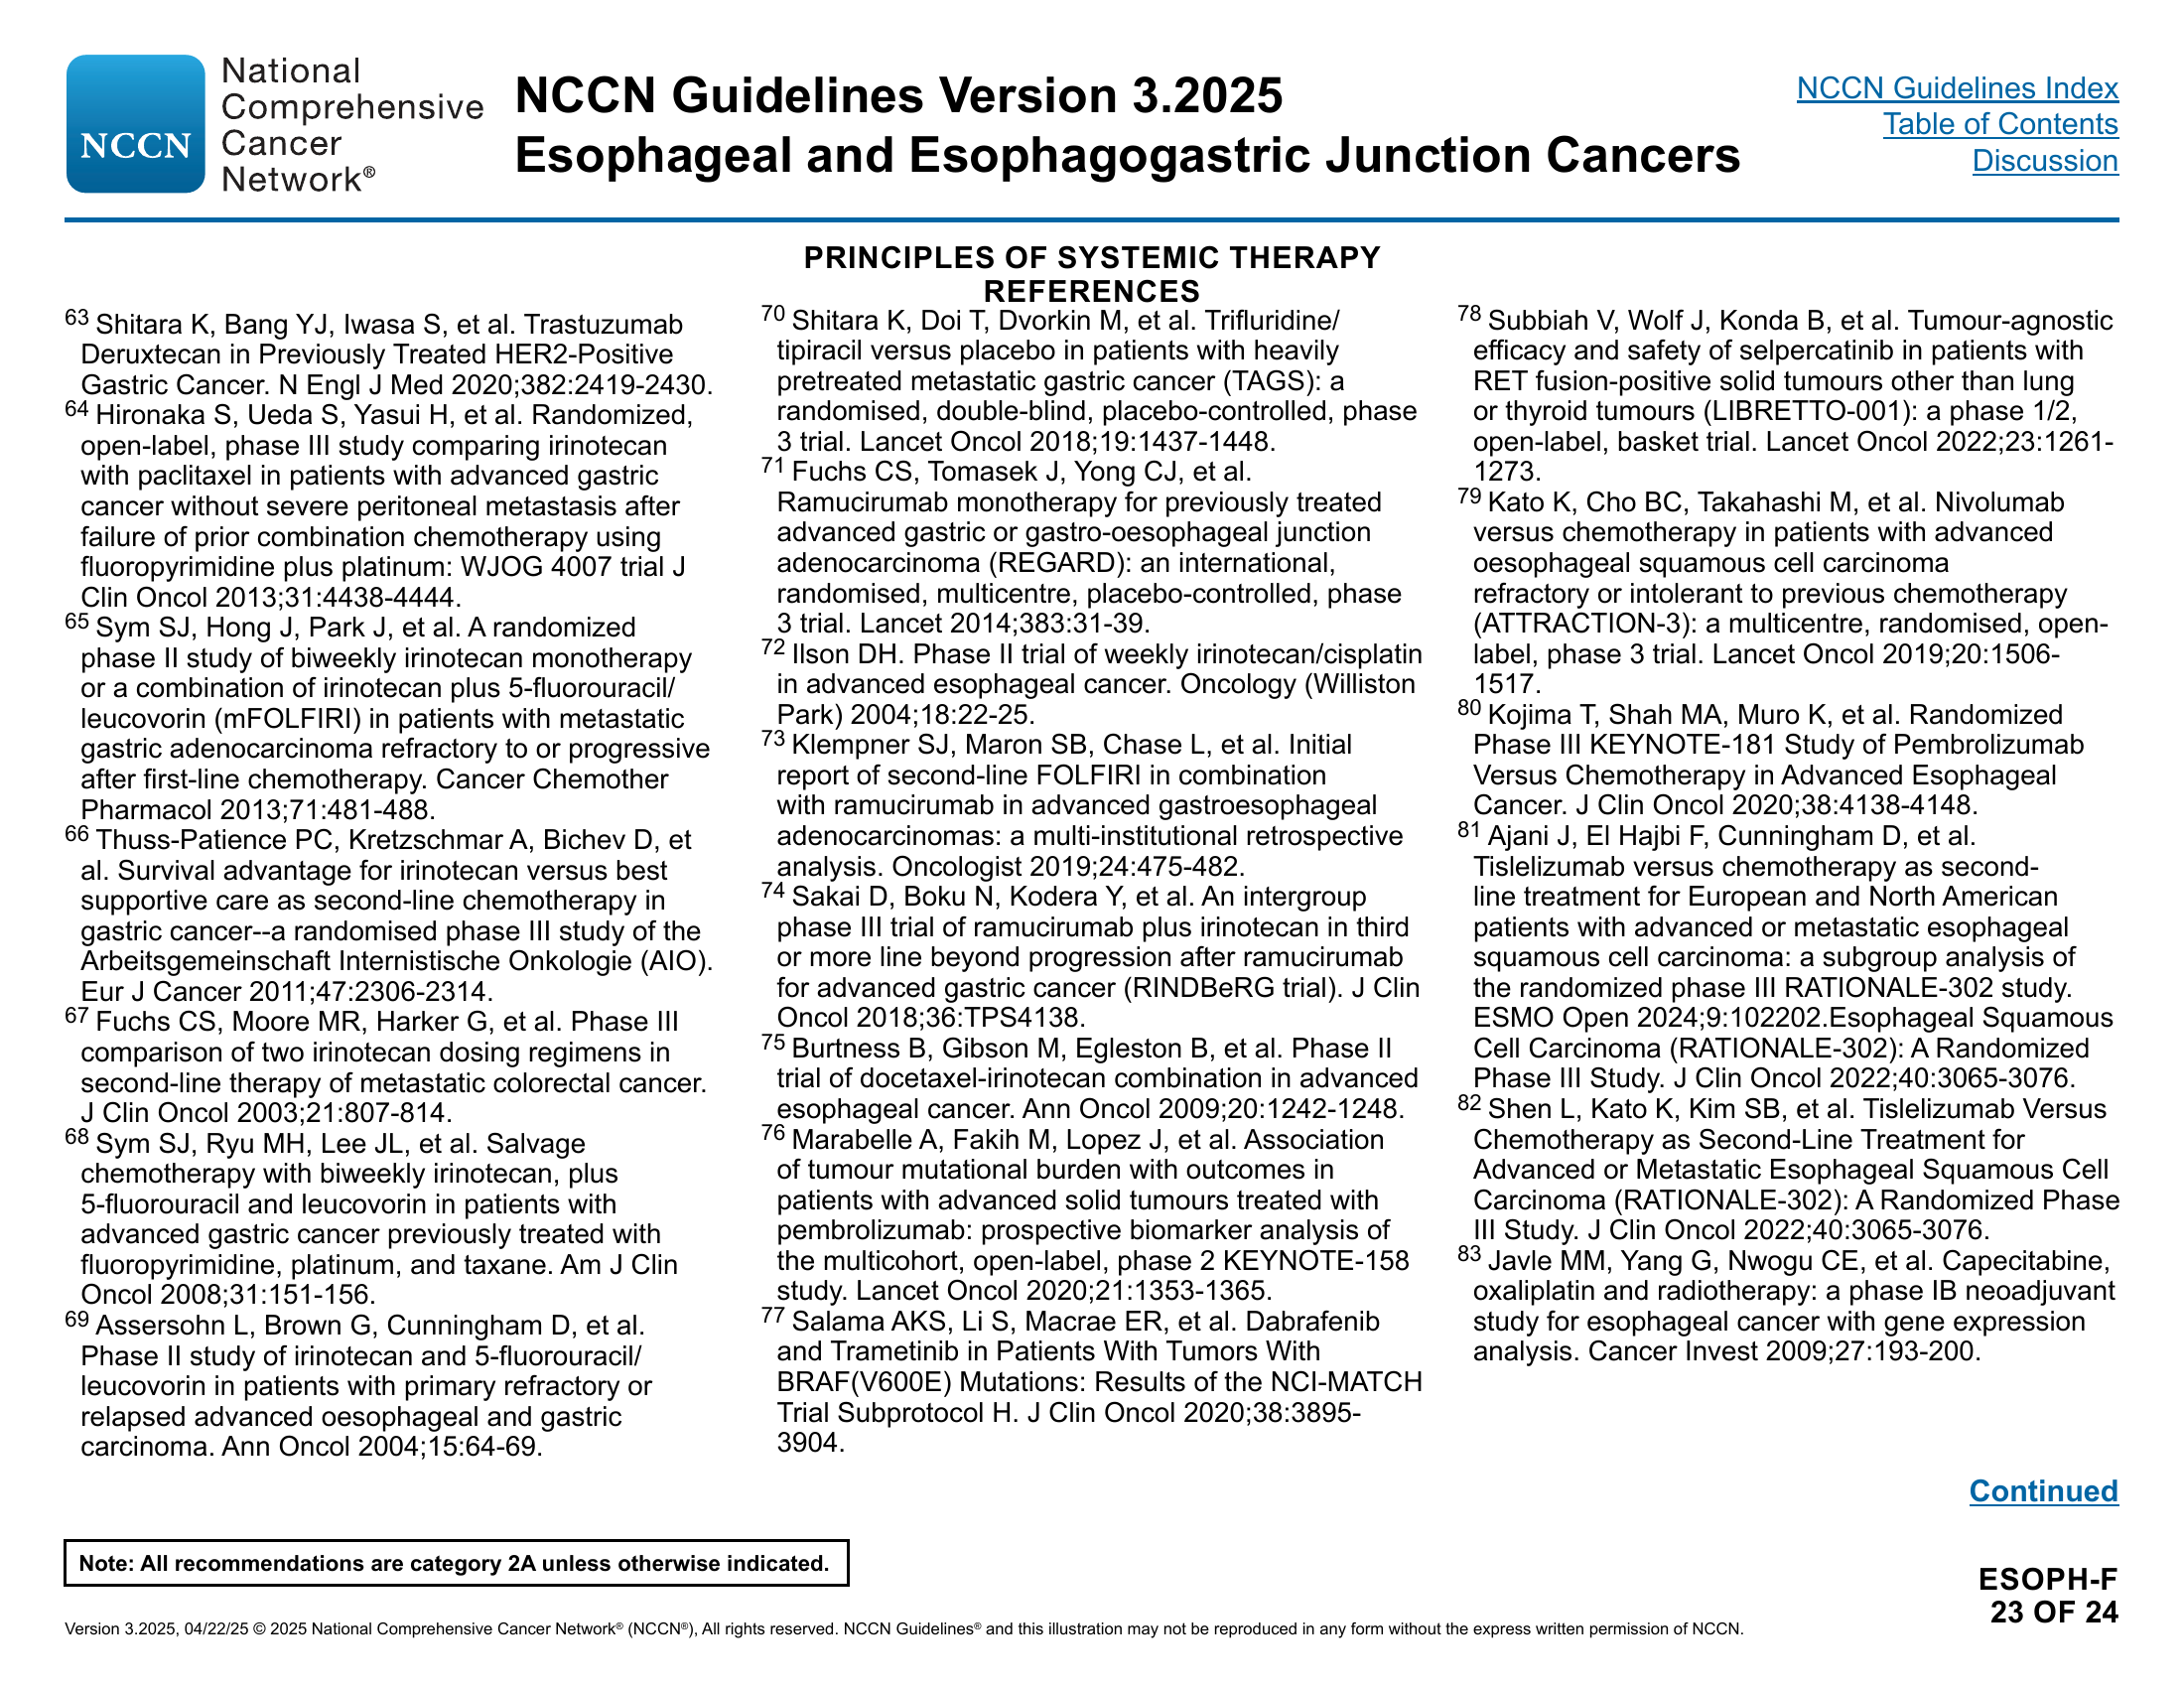 National
Comprehensive
Cancer
Network®
NCCN
NCCN Guidelines Version 3.2025
Esophageal and Esophagogastric Junction Cancers
NCCN Guidelines Index
Table of Contents
Discussion
PRINCIPLES OF SYSTEMIC THERAPY
REFERENCES
63 Shitara K, Bang YJ, Iwasa S, et al. Trastuzumab
Deruxtecan in Previously Treated HER2-Positive
Gastric Cancer. N Engl J Med 2020;382:2419-2430.
64 Hironaka S, Ueda S, Yasui H, et al. Randomized,
open-label, phase III study comparing irinotecan
with paclitaxel in patients with advanced gastric
cancer without severe peritoneal metastasis after
failure of prior combination chemotherapy using
fluoropyrimidine plus platinum: WJOG 4007 trial J
Clin Oncol 2013;31:4438-4444.
65 Sym SJ, Hong J, Park J, et al. A randomized
phase II study of biweekly irinotecan monotherapy
or a combination of irinotecan plus 5-fluorouracil/
leucovorin (mFOLFIRI) in patients with metastatic
gastric adenocarcinoma refractory to or progressive
after first-line chemotherapy. Cancer Chemother
Pharmacol 2013;71:481-488.
66 Thuss-Patience PC, Kretzschmar A, Bichev D, et
al. Survival advantage for irinotecan versus best
supportive care as second-line chemotherapy in
gastric cancer--a randomised phase III study of the
Arbeitsgemeinschaft Internistische Onkologie (AIO).
Eur J Cancer 2011;47:2306-2314.
67 Fuchs CS, Moore MR, Harker G, et al. Phase III
comparison of two irinotecan dosing regimens in
second-line therapy of metastatic colorectal cancer.
J Clin Oncol 2003;21:807-814.
68 Sym SJ, Ryu MH, Lee JL, et al. Salvage
chemotherapy with biweekly irinotecan, plus
5-fluorouracil and leucovorin in patients with
advanced gastric cancer previously treated with
fluoropyrimidine, platinum, and taxane. Am J Clin
Oncol 2008;31:151-156.
69 Assersohn L, Brown G, Cunningham D, et al.
Phase II study of irinotecan and 5-fluorouracil/
leucovorin in patients with primary refractory or
relapsed advanced oesophageal and gastric
carcinoma. Ann Oncol 2004;15:64-69.
70 Shitara K, Doi T, Dvorkin M, et al. Trifluridine/
tipiracil versus placebo in patients with heavily
pretreated metastatic gastric cancer (TAGS): a
randomised, double-blind, placebo-controlled, phase
3 trial. Lancet Oncol 2018;19:1437-1448.
71 Fuchs CS, Tomasek J, Yong CJ, et al.
Ramucirumab monotherapy for previously treated
advanced gastric or gastro-oesophageal junction
adenocarcinoma (REGARD): an international,
randomised, multicentre, placebo-controlled, phase
3 trial. Lancet 2014;383:31-39.
72 Ilson DH. Phase II trial of weekly irinotecan/cisplatin
in advanced esophageal cancer. Oncology (Williston
Park) 2004;18:22-25.
73 Klempner SJ, Maron SB, Chase L, et al. Initial
report of second-line FOLFIRI in combination
with ramucirumab in advanced gastroesophageal
adenocarcinomas: a multi-institutional retrospective
analysis. Oncologist 2019;24:475-482.
74 Sakai D, Boku N, Kodera Y, et al. An intergroup
phase III trial of ramucirumab plus irinotecan in third
or more line beyond progression after ramucirumab
for advanced gastric cancer (RINDBeRG trial). J Clin
Oncol 2018;36:TPS4138.
75 Burtness B, Gibson M, Egleston B, et al. Phase II
trial of docetaxel-irinotecan combination in advanced
esophageal cancer. Ann Oncol 2009;20:1242-1248.
76 Marabelle A, Fakih M, Lopez J, et al. Association
of tumour mutational burden with outcomes in
patients with advanced solid tumours treated with
pembrolizumab: prospective biomarker analysis of
the multicohort, open-label, phase 2 KEYNOTE-158
study. Lancet Oncol 2020;21:1353-1365.
77 Salama AKS, Li S, Macrae ER, et al. Dabrafenib
and Trametinib in Patients With Tumors With
BRAF(V600E) Mutations: Results of the NCI-MATCH
Trial Subprotocol H. J Clin Oncol 2020;38:3895-
3904.
78 Subbiah V, Wolf J, Konda B, et al. Tumour-agnostic
efficacy and safety of selpercatinib in patients with
RET fusion-positive solid tumours other than lung
or thyroid tumours (LIBRETTO-001): a phase 1/2,
open-label, basket trial. Lancet Oncol 2022;23:1261-
1273.
79 Kato K, Cho BC, Takahashi M, et al. Nivolumab
versus chemotherapy in patients with advanced
oesophageal squamous cell carcinoma
refractory or intolerant to previous chemotherapy
(ATTRACTION-3): a multicentre, randomised, open-
label, phase 3 trial. Lancet Oncol 2019;20:1506-
1517.
80 Kojima T, Shah MA, Muro K, et al. Randomized
Phase III KEYNOTE-181 Study of Pembrolizumab
Versus Chemotherapy in Advanced Esophageal
Cancer. J Clin Oncol 2020;38:4138-4148.
81 Ajani J, El Hajbi F, Cunningham D, et al.
Tislelizumab versus chemotherapy as second-
line treatment for European and North American
patients with advanced or metastatic esophageal
squamous cell carcinoma: a subgroup analysis of
the randomized phase III RATIONALE-302 study.
ESMO Open 2024;9:102202.Esophageal Squamous
Cell Carcinoma (RATIONALE-302): A Randomized
Phase III Study. J Clin Oncol 2022;40:3065-3076.
82 Shen L, Kato K, Kim SB, et al. Tislelizumab Versus
Chemotherapy as Second-Line Treatment for
Advanced or Metastatic Esophageal Squamous Cell
Carcinoma (RATIONALE-302): A Randomized Phase
III Study. J Clin Oncol 2022;40:3065-3076.
83 Javle MM, Yang G, Nwogu CE, et al. Capecitabine,
oxaliplatin and radiotherapy: a phase IB neoadjuvant
study for esophageal cancer with gene expression
analysis. Cancer Invest 2009;27:193-200.
Continued
Note: All recommendations are category 2A unless otherwise indicated.
ESOPH-F
23 OF 24
Version 3.2025, 04/22/25 © 2025 National Comprehensive Cancer Network® (NCCN®), All rights reserved. NCCN Guidelines® and this illustration may not be reproduced in any form without the express written permission of NCCN.